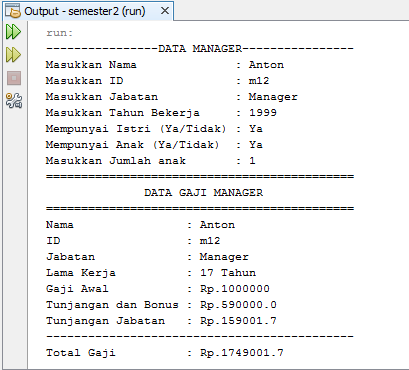 Output - semester2 (run)
run:
---------------DATA MANAGER---------------
Masukkan Nama : Anton
Masukkan ID : m12
Masukkan Jabatan : Manager
Masukkan Tahun Bekerja : 1999
Mempunyai Istri (Ya/Tidak) : Ya
Mempunyai Anak (Ya/Tidak) : Ya
Masukkan Jumlah anak : 1
==========================================
DATA GAJI MANAGER
==========================================
Nama : Anton
ID : m12
Jabatan : Manager
Lama Kerja : 17 Tahun
Gaji Awal : Rp.1000000
Tunjangan dan Bonus : Rp.590000.0
Tunjangan Jabatan : Rp.159001.7
------------------------------------------
Total Gaji : Rp.1749001.7